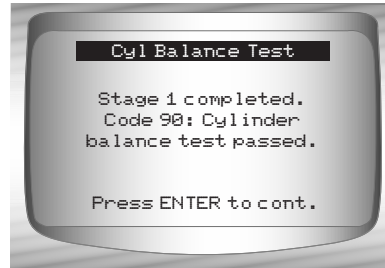 Cyl Balance Test
Stage 1 completed.
Code 90: Cylinder
balance test passed.
Press ENTER to cont.